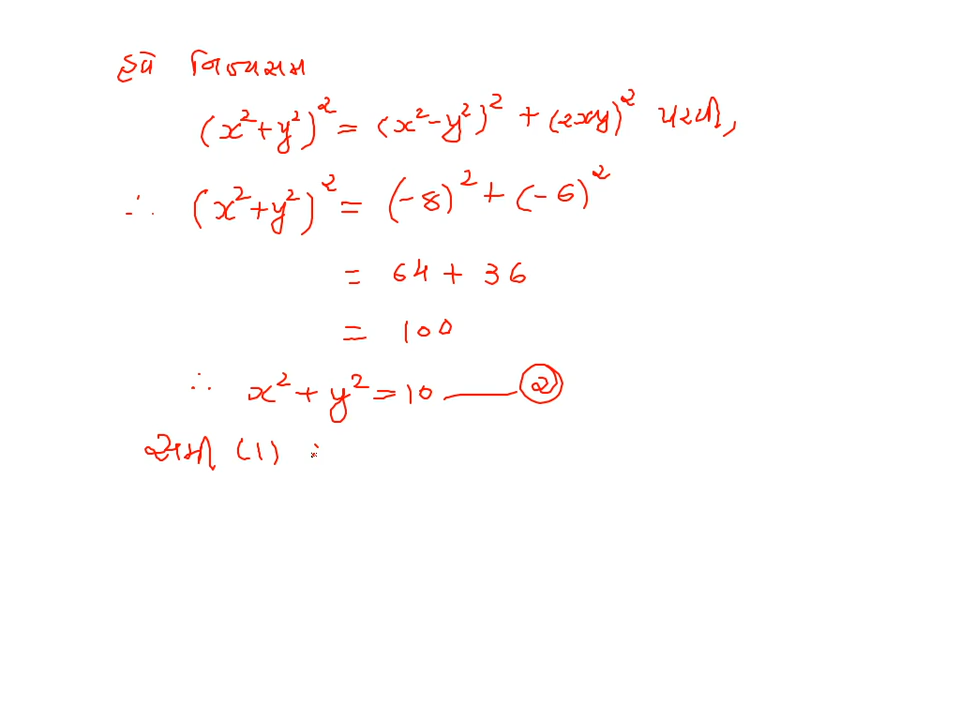 હવે નિત્યસમ
(x²+y²)² = (x²-y²)² + (2xy)² પરથી,
∴ (x²+y²)² = (-8)² + (-6)²
= 64 + 36
= 100
∴ x² + y² = 10 —— ②
સમી (1) :